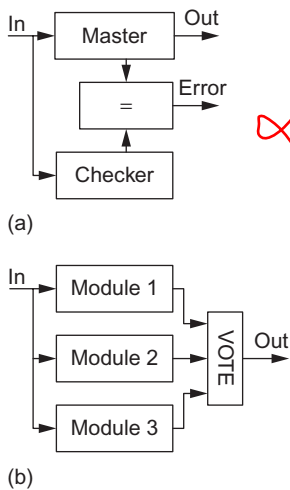 In
Master
Out
=
Error
Checker
(a)
In
Module 1
Module 2
VOTE
Out
Module 3
(b)